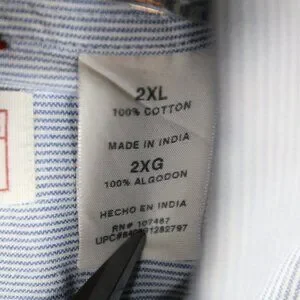 2XL
100% COTTON
MADE IN INDIA
2XG
100% ALGODON
HECHO EN INDIA
RN# 107467